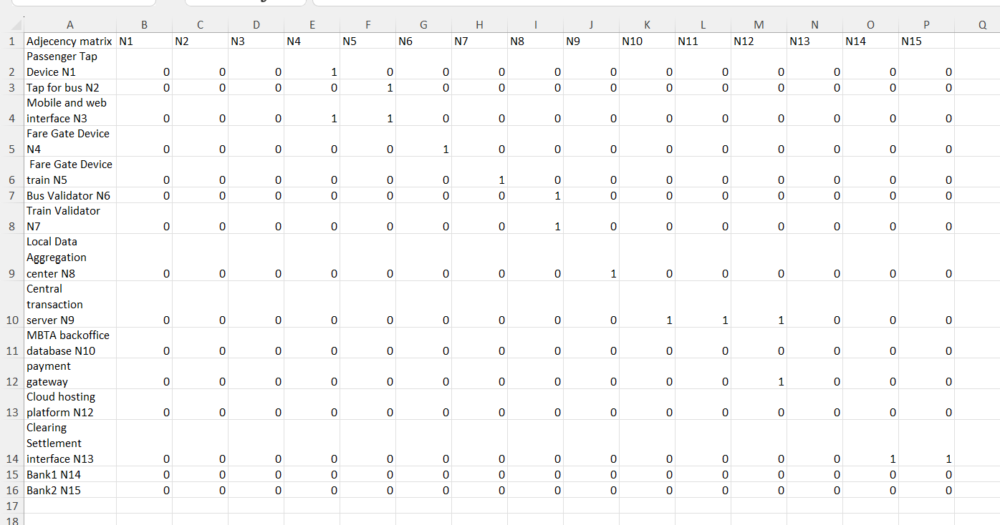 A B C D E F G H I J K L M N O P Q
1 Adjecency matrix N1 N2 N3 N4 N5 N6 N7 N8 N9 N10 N11 N12 N13 N14 N15
Passenger Tap
2 Device N1 0 0 0 1 0 0 0 0 0 0 0 0 0 0 0
3 Tap for bus N2 0 0 0 0 1 0 0 0 0 0 0 0 0 0 0
Mobile and web
4 interface N3 0 0 0 1 1 0 0 0 0 0 0 0 0 0 0
Fare Gate Device
5 N4 0 0 0 0 0 1 0 0 0 0 0 0 0 0 0
Fare Gate Device
6 train N5 0 0 0 0 0 0 1 0 0 0 0 0 0 0 0
7 Bus Validator N6 0 0 0 0 0 0 0 1 0 0 0 0 0 0 0
Train Validator
8 N7 0 0 0 0 0 0 0 1 0 0 0 0 0 0 0
Local Data
Aggregation
9 center N8 0 0 0 0 0 0 0 0 1 0 0 0 0 0 0
Central
transaction
10 server N9 0 0 0 0 0 0 0 0 0 1 1 1 0 0 0
MBTA backoffice
11 database N10 0 0 0 0 0 0 0 0 0 0 0 0 0 0 0
payment
12 gateway 0 0 0 0 0 0 0 0 0 0 0 1 0 0 0
Cloud hosting
13 platform N12 0 0 0 0 0 0 0 0 0 0 0 0 0 0 0
Clearing
Settlement
14 interface N13 0 0 0 0 0 0 0 0 0 0 0 0 0 1 1
15 Bank1 N14 0 0 0 0 0 0 0 0 0 0 0 0 0 0 0
16 Bank2 N15 0 0 0 0 0 0 0 0 0 0 0 0 0 0 0
17
18